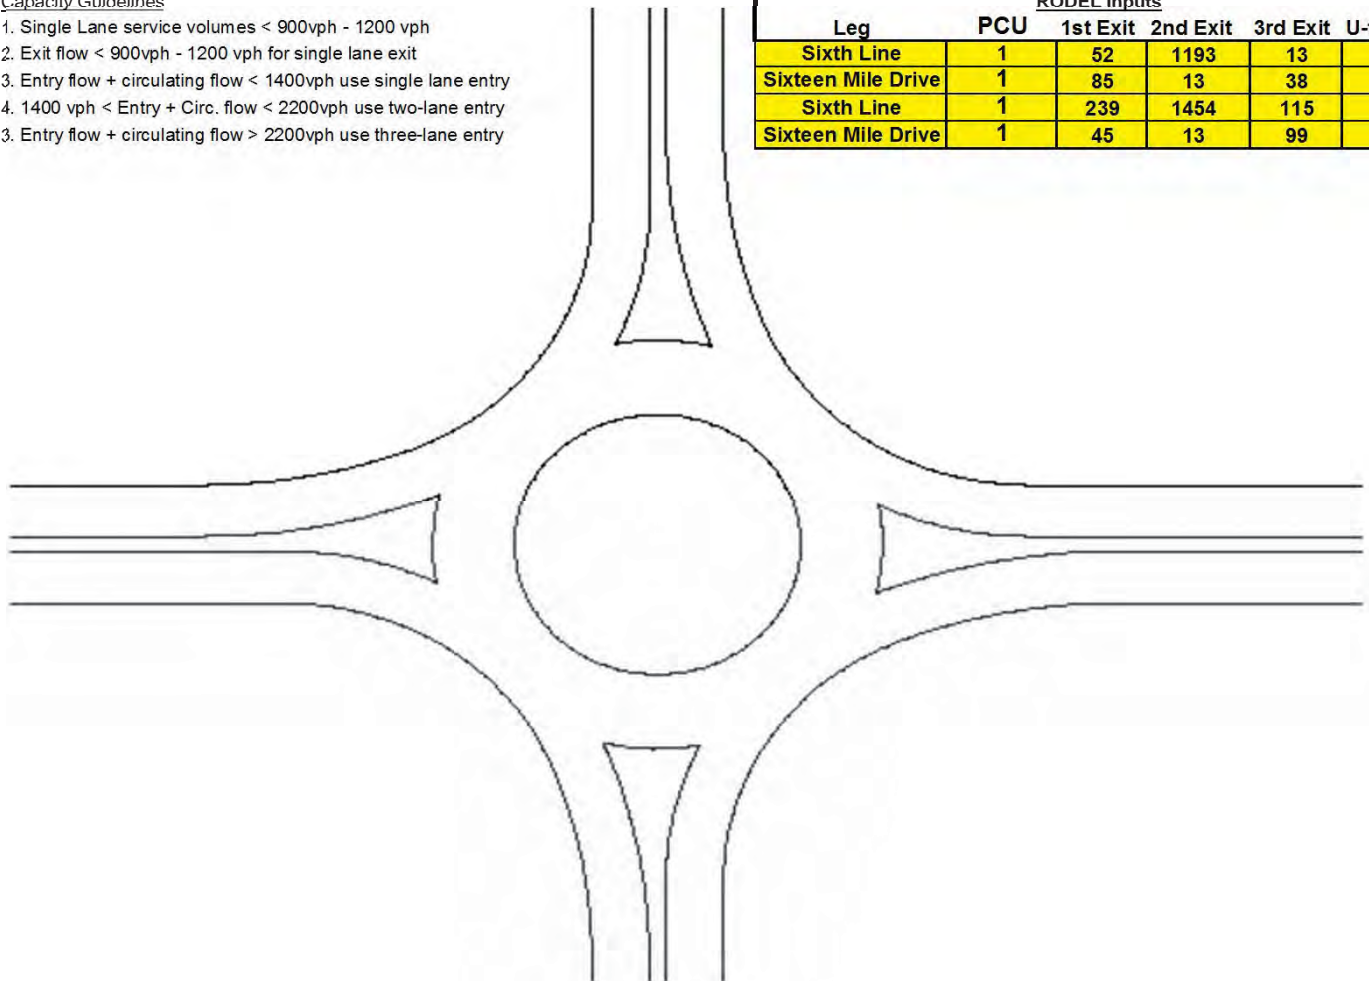 Capacity Guidelines
1. Single Lane service volumes < 900vph - 1200 vph
2. Exit flow < 900vph - 1200 vph for single lane exit
3. Entry flow + circulating flow < 1400vph use single lane entry
4. 1400 vph < Entry + Circ. flow < 2200vph use two-lane entry
3. Entry flow + circulating flow > 2200vph use three-lane entry
RODEL Inputs
Leg PCU 1st Exit 2nd Exit 3rd Exit U-
Sixth Line 1 52 1193 13
Sixteen Mile Drive 1 85 13 38
Sixth Line 1 239 1454 115
Sixteen Mile Drive 1 45 13 99